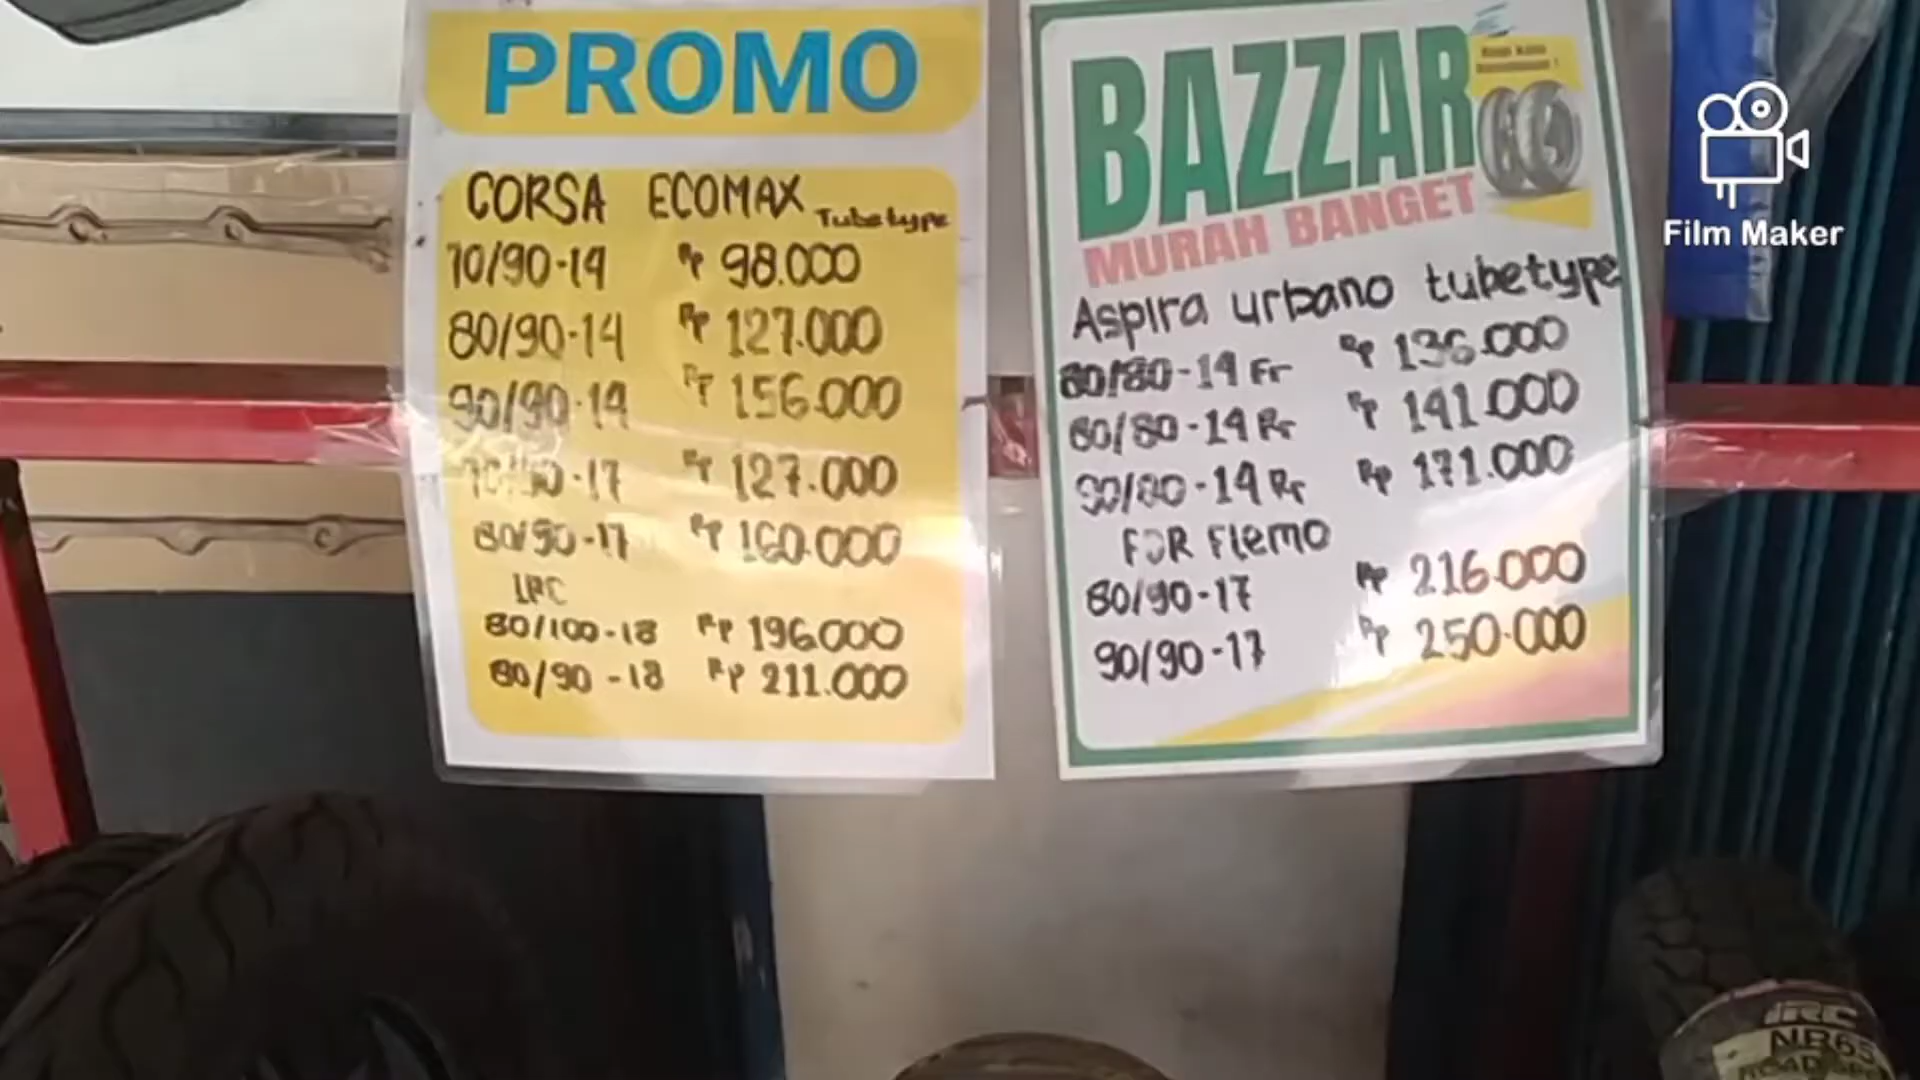 PROMO
CORSA ECOMAX Tubetype
70/90-14 Rp 98.000
80/90-14 Rp 127.000
90/90-14 Rp 156.000
70/90-17 Rp 127.000
80/90-17 Rp 160.000
IRC
80/100-18 Rp 196.000
80/90-18 Rp 211.000
BAZZAR
MURAH BANGET
Aspira urbano tubetype
80/80-14 Fr Rp 136.000
80/80-14 Rr Rp 141.000
90/80-14 Rr Rp 171.000
FDR Flemo
80/90-17 Rp 216.000
90/90-17 Rp 250.000
Film Maker
IRC
NR65